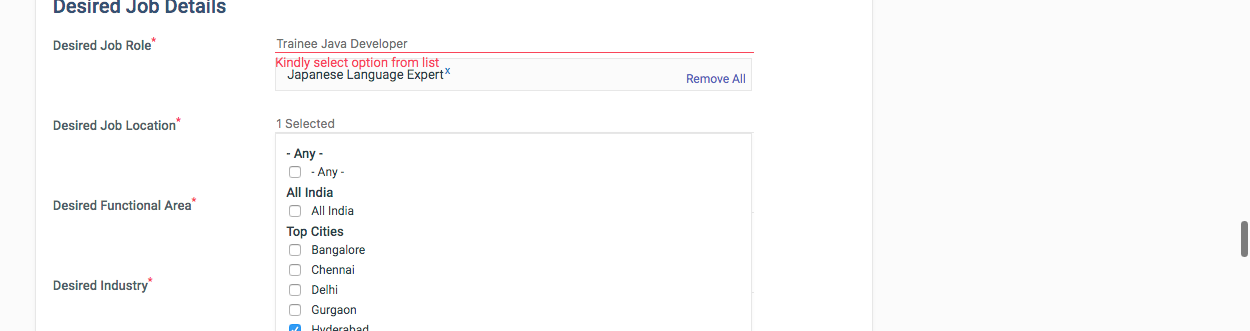 Desired Job Details
Desired Job Role*
Trainee Java Developer
Kindly select option from list
Japanese Language Expert x
Remove All
Desired Job Location*
1 Selected
- Any -
- Any -
All India
All India
Desired Functional Area*
Top Cities
Bangalore
Chennai
Desired Industry*
Delhi
Gurgaon
Hyderabad